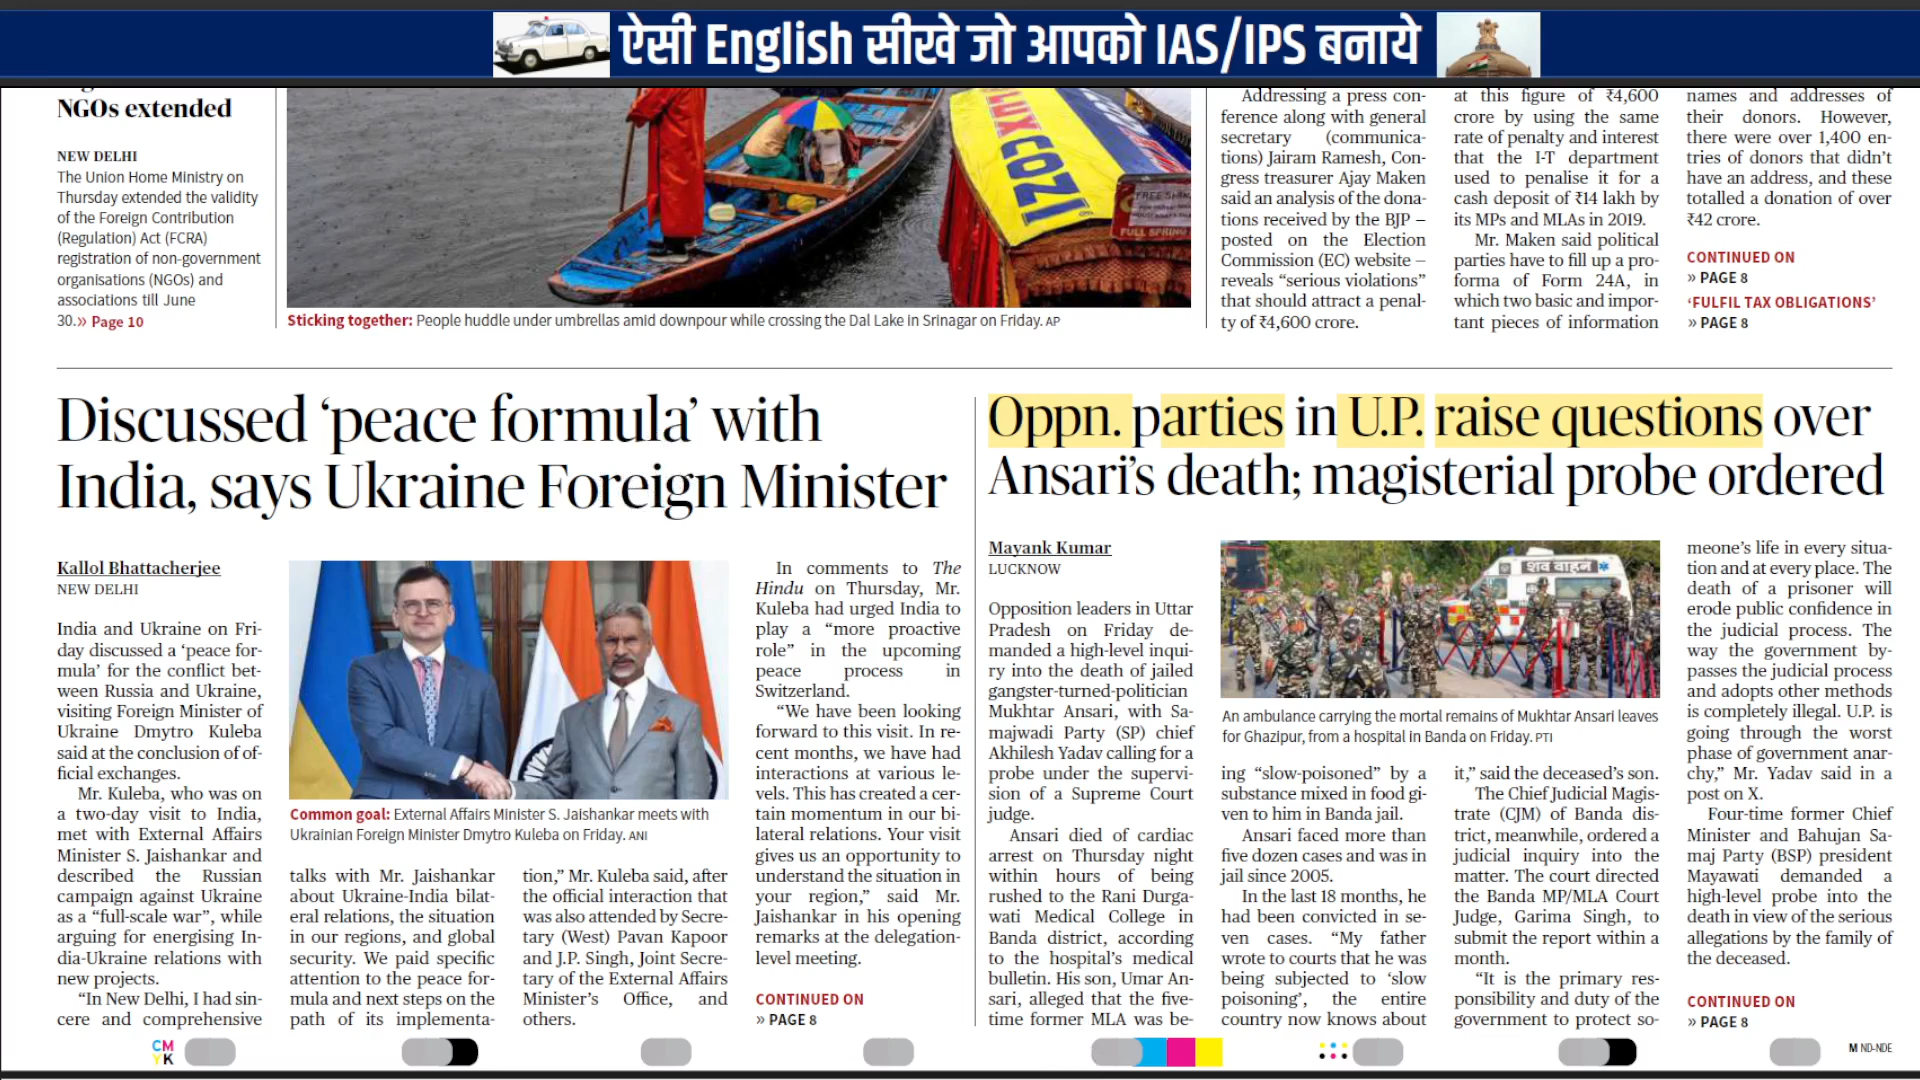 ऐसी English सीखे जो आपको IAS/IPS बनाये
NGOs extended
NEW DELHI
The Union Home Ministry on
Thursday extended the validity
of the Foreign Contribution
(Regulation) Act (FCRA)
registration of non-government
organisations (NGOs) and
associations till June
30.» Page 10
LUX COZI
FREE SHIK
FULL SPRING
Sticking together: People huddle under umbrellas amid downpour while crossing the Dal Lake in Srinagar on Friday. AP
Addressing a press con-
ference along with general
secretary (communica-
tions) Jairam Ramesh, Con-
gress treasurer Ajay Maken
said an analysis of the dona-
tions received by the BJP –
posted on the Election
Commission (EC) website –
reveals “serious violations”
that should attract a penal-
ty of ₹4,600 crore.
at this figure of ₹4,600
crore by using the same
rate of penalty and interest
that the I-T department
used to penalise it for a
cash deposit of ₹14 lakh by
its MPs and MLAs in 2019.
Mr. Maken said political
parties have to fill up a pro-
forma of Form 24A, in
which two basic and impor-
tant pieces of information
names and addresses of
their donors. However,
there were over 1,400 en-
tries of donors that didn’t
have an address, and these
totalled a donation of over
₹42 crore.
CONTINUED ON
» PAGE 8
‘FULFIL TAX OBLIGATIONS’
» PAGE 8
Discussed ‘peace formula’ with
India, says Ukraine Foreign Minister
Kallol Bhattacherjee
NEW DELHI
India and Ukraine on Fri-
day discussed a ‘peace for-
mula’ for the conflict bet-
ween Russia and Ukraine,
visiting Foreign Minister of
Ukraine Dmytro Kuleba
said at the conclusion of of-
ficial exchanges.
Mr. Kuleba, who was on
a two-day visit to India,
met with External Affairs
Minister S. Jaishankar and
described the Russian
campaign against Ukraine
as a “full-scale war”, while
arguing for energising In-
dia-Ukraine relations with
new projects.
“In New Delhi, I had sin-
cere and comprehensive
Common goal: External Affairs Minister S. Jaishankar meets with
Ukrainian Foreign Minister Dmytro Kuleba on Friday. ANI
talks with Mr. Jaishankar
about Ukraine-India bilat-
eral relations, the situation
in our regions, and global
security. We paid specific
attention to the peace for-
mula and next steps on the
path of its implementa-
tion,” Mr. Kuleba said, after
the official interaction that
was also attended by Secre-
tary (West) Pavan Kapoor
and J.P. Singh, Joint Secre-
tary of the External Affairs
Minister’s Office, and
others.
In comments to The
Hindu on Thursday, Mr.
Kuleba had urged India to
play a “more proactive
role” in the upcoming
peace process in
Switzerland.
“We have been looking
forward to this visit. In re-
cent months, we have had
interactions at various le-
vels. This has created a cer-
tain momentum in our bi-
lateral relations. Your visit
gives us an opportunity to
understand the situation in
your region,” said Mr.
Jaishankar in his opening
remarks at the delegation-
level meeting.
CONTINUED ON
» PAGE 8
Oppn. parties in U.P. raise questions over
Ansari’s death; magisterial probe ordered
Mayank Kumar
LUCKNOW
Opposition leaders in Uttar
Pradesh on Friday de-
manded a high-level inqui-
ry into the death of jailed
gangster-turned-politician
Mukhtar Ansari, with Sa-
majwadi Party (SP) chief
Akhilesh Yadav calling for a
probe under the supervi-
sion of a Supreme Court
judge.
Ansari died of cardiac
arrest on Thursday night
within hours of being
rushed to the Rani Durga-
wati Medical College in
Banda district, according
to the hospital’s medical
bulletin. His son, Umar An-
sari, alleged that the five-
time former MLA was be-
शव वाहन
An ambulance carrying the mortal remains of Mukhtar Ansari leaves
for Ghazipur, from a hospital in Banda on Friday. PTI
ing “slow-poisoned” by a
substance mixed in food gi-
ven to him in Banda jail.
Ansari faced more than
five dozen cases and was in
jail since 2005.
In the last 18 months, he
had been convicted in se-
ven cases. “My father
wrote to courts that he was
being subjected to ‘slow
poisoning’, the entire
country now knows about
it,” said the deceased’s son.
The Chief Judicial Magis-
trate (CJM) of Banda dis-
trict, meanwhile, ordered a
judicial inquiry into the
matter. The court directed
the Banda MP/MLA Court
Judge, Garima Singh, to
submit the report within a
month.
“It is the primary res-
ponsibility and duty of the
government to protect so-
meone’s life in every situa-
tion and at every place. The
death of a prisoner will
erode public confidence in
the judicial process. The
way the government by-
passes the judicial process
and adopts other methods
is completely illegal. U.P. is
going through the worst
phase of government anar-
chy,” Mr. Yadav said in a
post on X.
Four-time former Chief
Minister and Bahujan Sa-
maj Party (BSP) president
Mayawati demanded a
high-level probe into the
death in view of the serious
allegations by the family of
the deceased.
CONTINUED ON
» PAGE 8
CM
YK
M ND-NDE